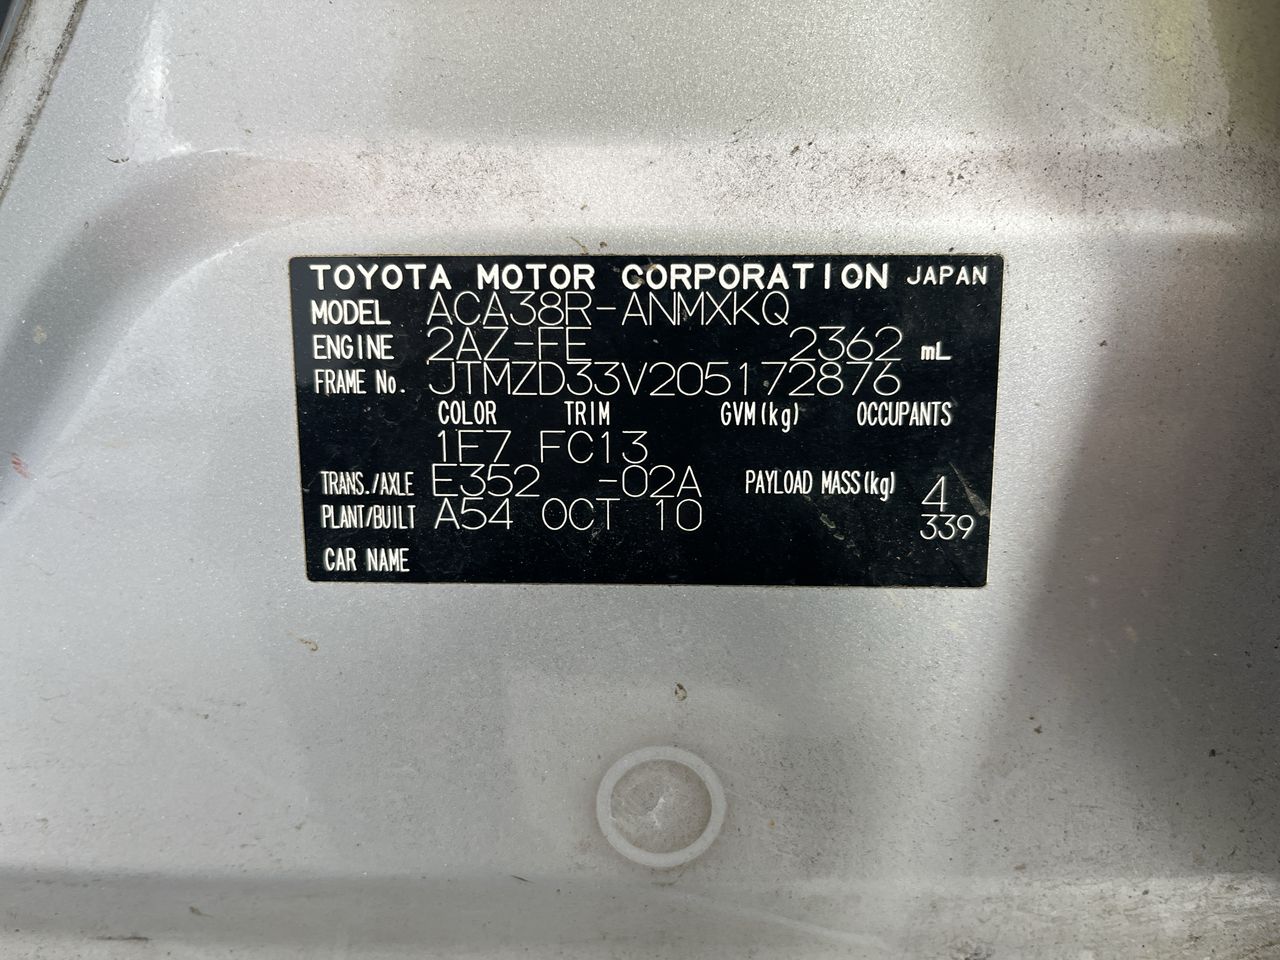 TOYOTA MOTOR CORPORATION JAPAN
MODEL ACA38R-ANMXKQ
ENGINE 2AZ-FE 2362 mL
FRAME No. JTMZD33V205172876
COLOR TRIM GVM(kg) OCCUPANTS
1F7 FC13
TRANS./AXLE E352 -02A PAYLOAD MASS(kg) 4
PLANT/BUILT A54 OCT 10 339
CAR NAME